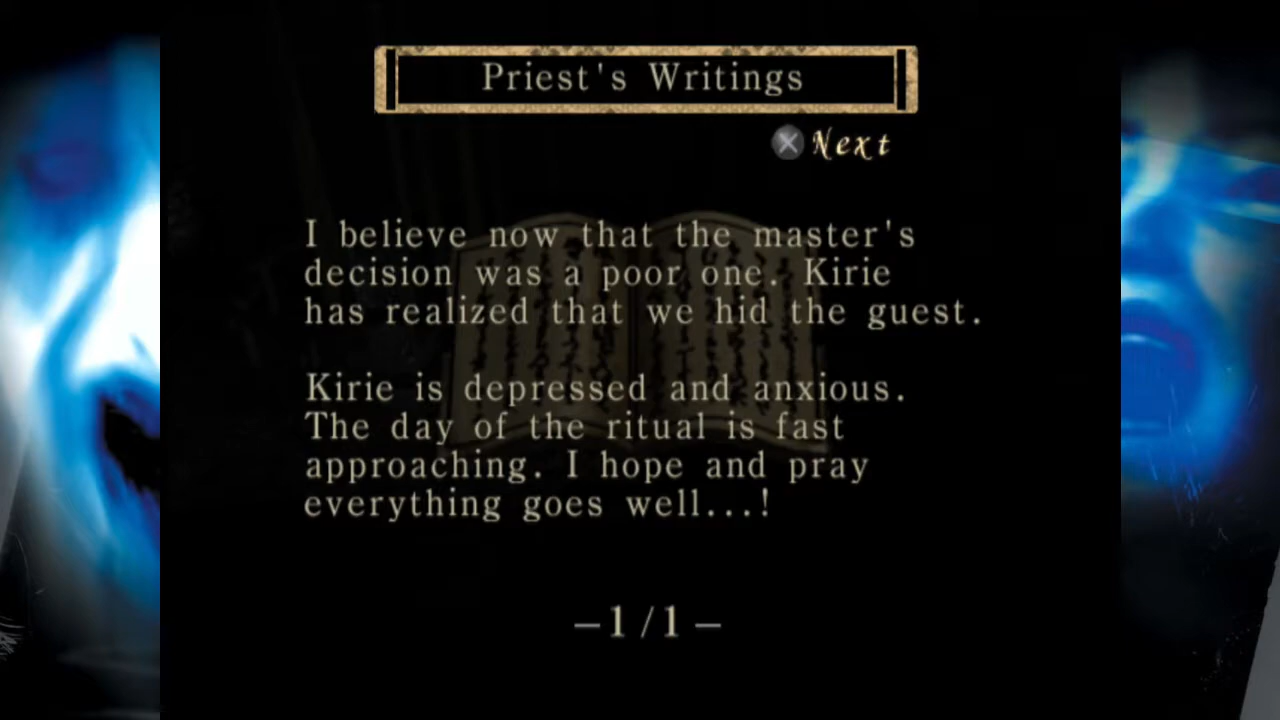 Priest's Writings
Next
I believe now that the master's
decision was a poor one. Kirie
has realized that we hid the guest.
Kirie is depressed and anxious.
The day of the ritual is fast
approaching. I hope and pray
everything goes well...!
—1/1—